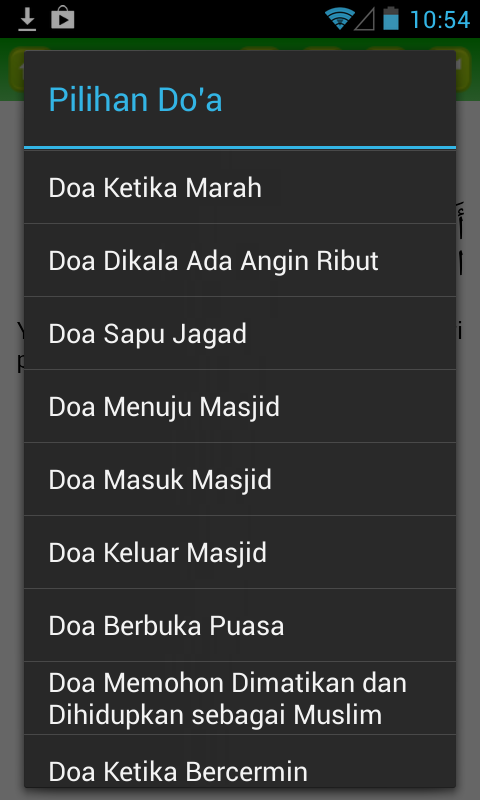 10:54
Pilihan Do'a
Doa Ketika Marah
Doa Dikala Ada Angin Ribut
Doa Sapu Jagad
Doa Menuju Masjid
Doa Masuk Masjid
Doa Keluar Masjid
Doa Berbuka Puasa
Doa Memohon Dimatikan dan
Dihidupkan sebagai Muslim
Doa Ketika Bercermin